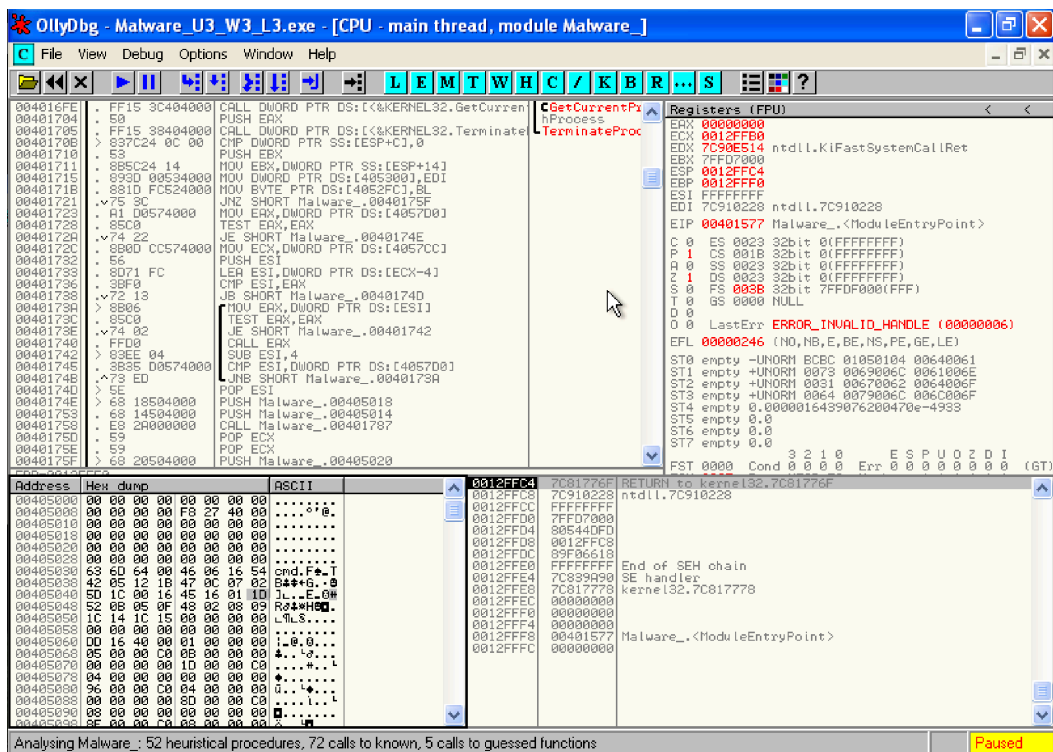 OllyDbg - Malware_U3_W3_L3.exe - [CPU - main thread, module Malware_]
C File View Debug Options Window Help
L E M T W H C / K B R ... S ?
004016FE . FF15 3C404000 CALL DWORD PTR DS:[<&KERNEL32.GetCurren CGetCurrentPr
00401704 . 50 PUSH EAX hProcess
00401705 . FF15 38404000 CALL DWORD PTR DS:[<&KERNEL32.Terminate TerminateProc
0040170B > 837C24 0C 00 CMP DWORD PTR SS:[ESP+C],0
00401710 . 53 PUSH EBX
00401711 . 8B5C24 14 MOV EBX,DWORD PTR SS:[ESP+14]
00401715 . 893D 00534000 MOV DWORD PTR DS:[405300],EDI
0040171B . 881D FC524000 MOV BYTE PTR DS:[4052FC],BL
00401721 .v75 3C JNZ SHORT Malware_.0040175F
00401723 . A1 D0574000 MOV EAX,DWORD PTR DS:[4057D0]
00401728 . 85C0 TEST EAX,EAX
0040172A .v74 22 JE SHORT Malware_.0040174E
0040172C . 8B0D CC574000 MOV ECX,DWORD PTR DS:[4057CC]
00401732 . 56 PUSH ESI
00401733 . 8D71 FC LEA ESI,DWORD PTR DS:[ECX-4]
00401736 . 3BF0 CMP ESI,EAX
00401738 .v72 13 JB SHORT Malware_.0040174D
0040173A > 8B06 MOV EAX,DWORD PTR DS:[ESI]
0040173C . 85C0 TEST EAX,EAX
0040173E .v74 02 JE SHORT Malware_.00401742
00401740 . FFD0 CALL EAX
00401742 > 83EE 04 SUB ESI,4
00401745 . 3B35 D0574000 CMP ESI,DWORD PTR DS:[4057D0]
0040174B .^73 ED JNB SHORT Malware_.0040173A
0040174D > 5E POP ESI
0040174E > 68 18504000 PUSH Malware_.00405018
00401753 . 68 14504000 PUSH Malware_.00405014
00401758 . E8 2A000000 CALL Malware_.00401787
0040175D . 59 POP ECX
0040175E . 59 POP ECX
0040175F > 68 20504000 PUSH Malware_.00405020
Registers (FPU) < <
EAX 00000000
ECX 0012FFB0
EDX 7C90E514 ntdll.KiFastSystemCallRet
EBX 7FFD7000
ESP 0012FFC4
EBP 0012FFF0
ESI FFFFFFFF
EDI 7C910228 ntdll.7C910228
EIP 00401577 Malware_.<ModuleEntryPoint>
C 0 ES 0023 32bit 0(FFFFFFFF)
P 1 CS 001B 32bit 0(FFFFFFFF)
A 0 SS 0023 32bit 0(FFFFFFFF)
Z 1 DS 0023 32bit 0(FFFFFFFF)
S 0 FS 003B 32bit 7FFDF000(FFF)
T 0 GS 0000 NULL
D 0
O 0 LastErr ERROR_INVALID_HANDLE (00000006)
EFL 00000246 (NO,NB,E,BE,NS,PE,GE,LE)
ST0 empty -UNORM BCBC 01050104 00640061
ST1 empty +UNORM 0073 0069006C 0061006E
ST2 empty +UNORM 0031 00670062 0064006F
ST3 empty +UNORM 0064 0079006C 006C006F
ST4 empty 0.0000016439076200470e-4933
ST5 empty 0.0
ST6 empty 0.0
ST7 empty 0.0
3 2 1 0 E S P U O Z D I
FST 0000 Cond 0 0 0 0 Err 0 0 0 0 0 0 0 0 (GT)
Address Hex dump ASCII
00405000 00 00 00 00 00 00 00 00 ........
00405008 00 00 00 00 F8 27 40 00 ....°'@.
00405010 00 00 00 00 00 00 00 00 ........
00405018 00 00 00 00 00 00 00 00 ........
00405020 00 00 00 00 00 00 00 00 ........
00405028 00 00 00 00 00 00 00 00 ........
00405030 63 6D 64 00 46 06 16 54 cmd.F♠▬T
00405038 42 05 12 1B 47 0C 07 02
00405040 5D 1C 00 16 45 16 01 1D
00405048 52 0B 05 0F 48 02 08 09
00405050 1C 14 1C 15 00 00 00 00
00405058 00 00 00 00 00 00 00 00 ........
00405060 DD 16 40 00 01 00 00 00
00405068 05 00 00 C0 0B 00 00 00
00405070 00 00 00 00 1D 00 00 C0
00405078 04 00 00 00 00 00 00 00
00405080 96 00 00 C0 04 00 00 00
00405088 00 00 00 00 8D 00 00 C0
00405090 08 00 00 00 00 00 00 00
00405098 8E 00 00 C0 08 00 00 00
0012FFC4 7C81776F RETURN to kernel32.7C81776F
0012FFC8 7C910228 ntdll.7C910228
0012FFCC FFFFFFFF
0012FFD0 7FFD7000
0012FFD4 80544DFD
0012FFD8 0012FFC8
0012FFDC 89F06618
0012FFE0 FFFFFFFF End of SEH chain
0012FFE4 7C839A90 SE handler
0012FFE8 7C817778 kernel32.7C817778
0012FFEC 00000000
0012FFF0 00000000
0012FFF4 00000000
0012FFF8 00401577 Malware_.<ModuleEntryPoint>
0012FFFC 00000000
Analysing Malware_: 52 heuristical procedures, 72 calls to known, 5 calls to guessed functions Paused